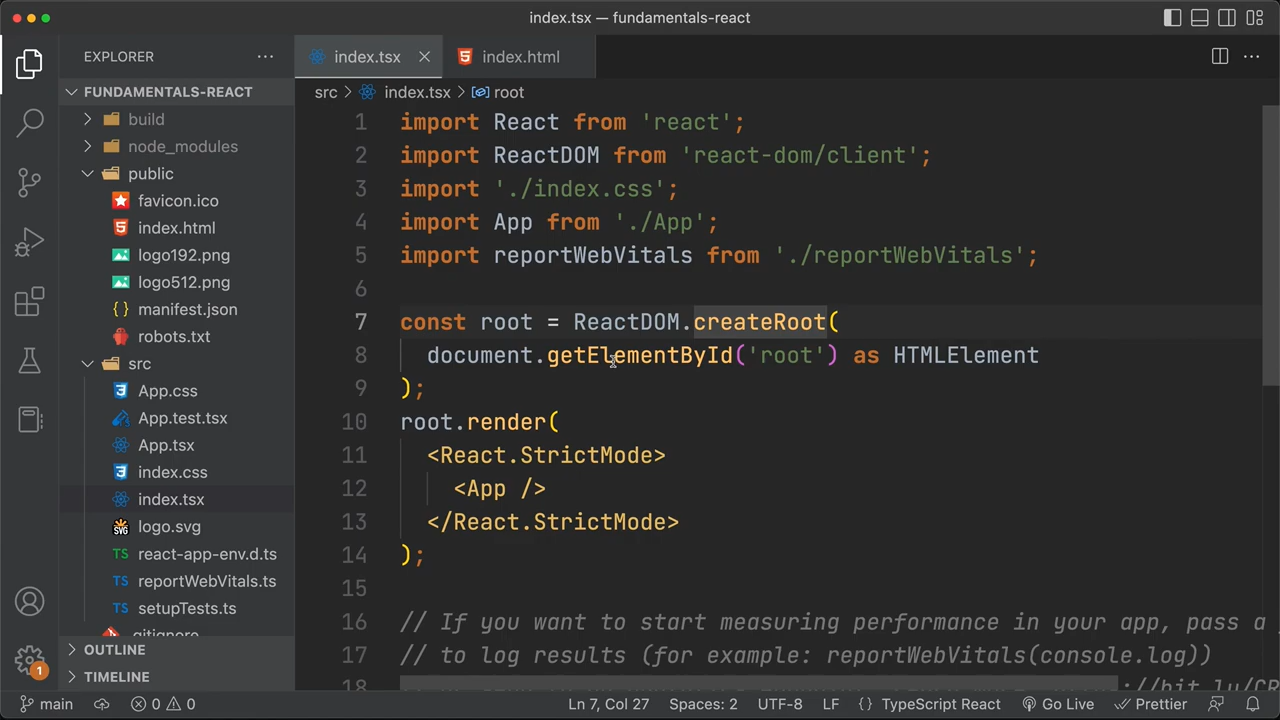 index.tsx — fundamentals-react
EXPLORER
FUNDAMENTALS-REACT
build
node_modules
public
favicon.ico
index.html
logo192.png
logo512.png
manifest.json
robots.txt
src
App.css
App.test.tsx
App.tsx
index.css
index.tsx
logo.svg
react-app-env.d.ts
reportWebVitals.ts
setupTests.ts
.gitignore
OUTLINE
TIMELINE
index.tsx
index.html
src > index.tsx > root
1 import React from 'react';
2 import ReactDOM from 'react-dom/client';
3 import './index.css';
4 import App from './App';
5 import reportWebVitals from './reportWebVitals';
6
7 const root = ReactDOM.createRoot(
8 document.getElementById('root') as HTMLElement
9 );
10 root.render(
11 <React.StrictMode>
12 <App />
13 </React.StrictMode>
14 );
15
16 // If you want to start measuring performance in your app, pass a
17 // to log results (for example: reportWebVitals(console.log))
18
1
main 0 0 Ln 7, Col 27 Spaces: 2 UTF-8 LF {} TypeScript React Go Live Prettier